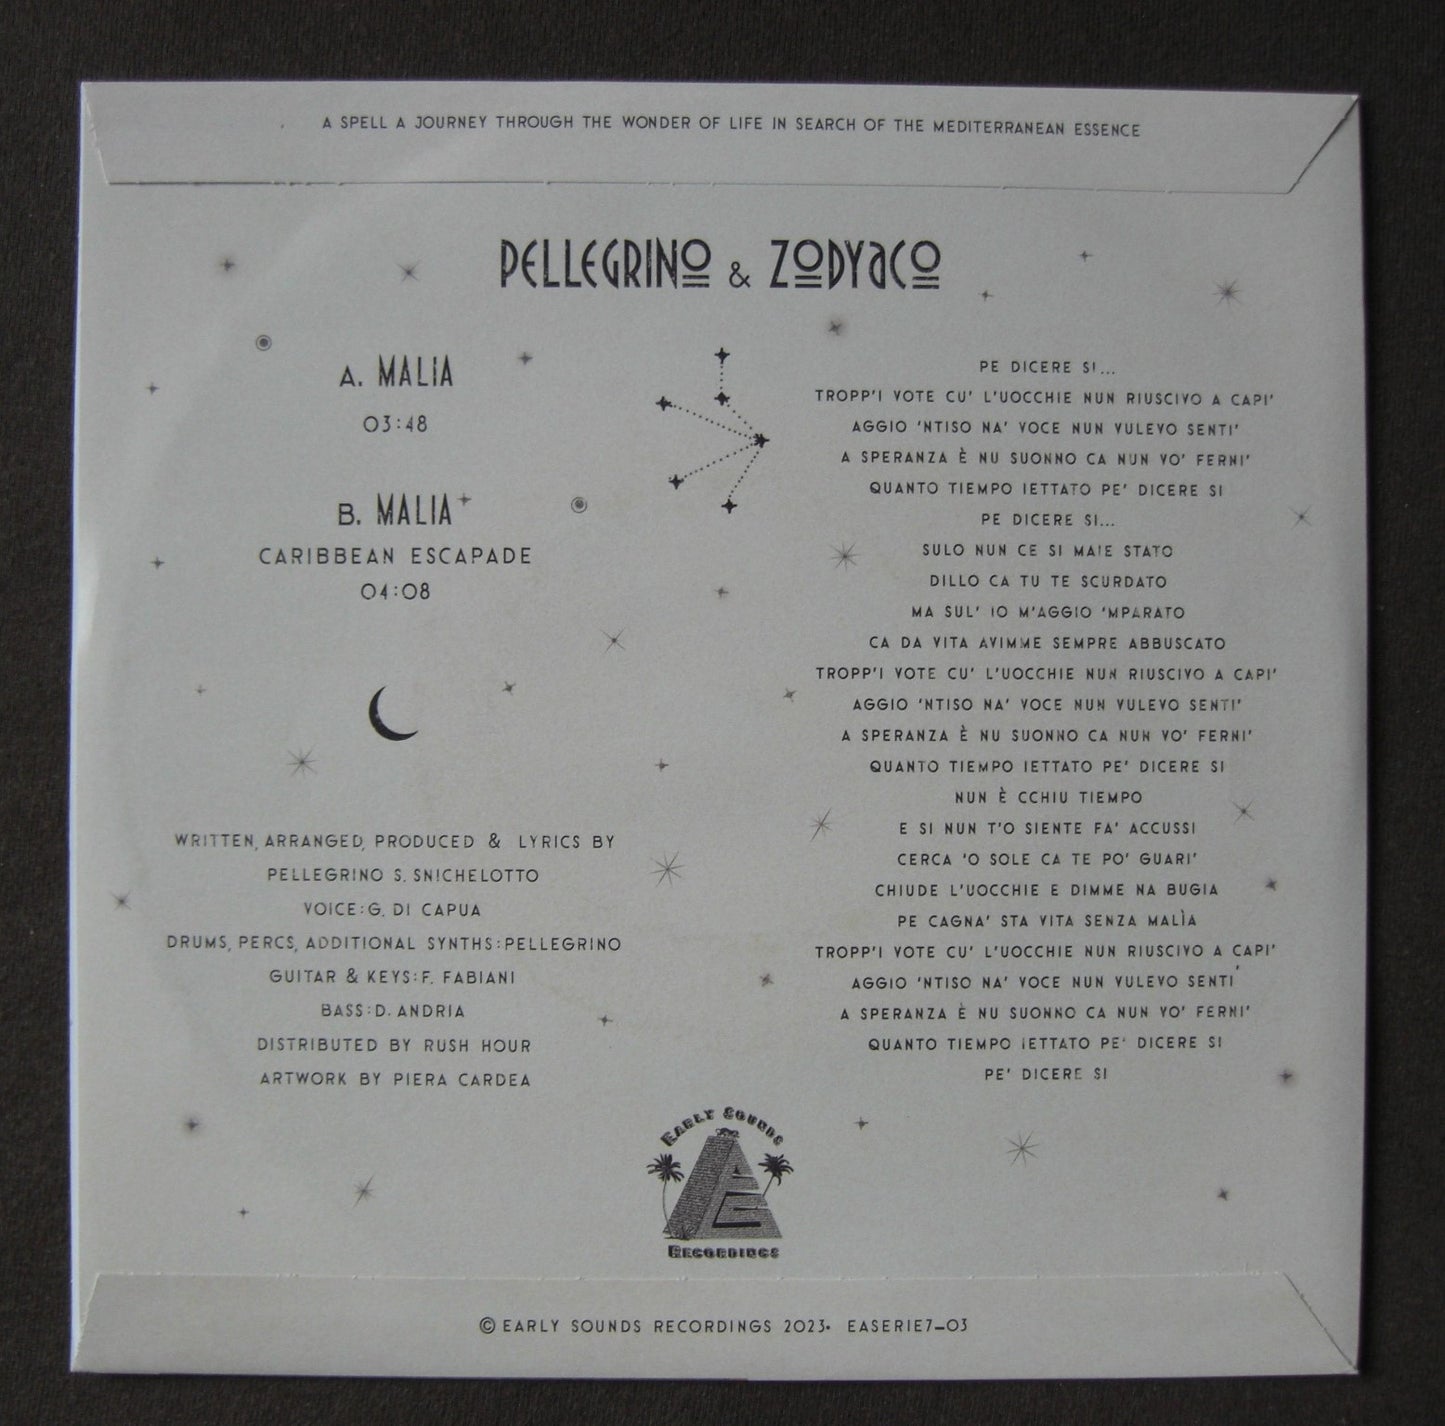 A SPELL A JOURNEY THROUGH THE WONDER OF LIFE IN SEARCH OF THE MEDITERRANEAN ESSENCE
PELLEGRINO & ZODYACO
A. MALIA
03:48
B. MALIA
CARIBBEAN ESCAPADE
04:08
WRITTEN, ARRANGED, PRODUCED & LYRICS BY
PELLEGRINO S. SNICHELOTTO
VOICE:G. DI CAPUA
DRUMS, PERCS, ADDITIONAL SYNTHS:PELLEGRINO
GUITAR & KEYS:F. FABIANI
BASS:D. ANDRIA
DISTRIBUTED BY RUSH HOUR
ARTWORK BY PIERA CARDEA
PE DICERE SI...
TROPP'I VOTE CU' L'UOCCHIE NUN RIUSCIVO A CAPI'
AGGIO 'NTISO NA' VOCE NUN VULEVO SENTI'
A SPERANZA È NU SUONNO CA NUN VO' FERNI'
QUANTO TIEMPO IETTATO PE' DICERE SI
PE DICERE SI...
SULO NUN CE SI MAIE STATO
DILLO CA TU TE SCURDATO
MA SUL' IO M'AGGIO 'MPARATO
CA DA VITA AVIMME SEMPRE ABBUSCATO
TROPP'I VOTE CU' L'UOCCHIE NUN RIUSCIVO A CAPI'
AGGIO 'NTISO NA' VOCE NUN VULEVO SENTI'
A SPERANZA È NU SUONNO CA NUN VO' FERNI'
QUANTO TIEMPO IETTATO PE' DICERE SI
NUN È CCHIU TIEMPO
E SI NUN T'O SIENTE FA' ACCUSSI
CERCA 'O SOLE CA TE PO' GUARI'
CHIUDE L'UOCCHIE E DIMME NA BUGIA
PE CAGNA' STA VITA SENZA MALÌA
TROPP'I VOTE CU' L'UOCCHIE NUN RIUSCIVO A CAPI'
AGGIO 'NTISO NA' VOCE NUN VULEVO SENTI'
A SPERANZA È NU SUONNO CA NUN VO' FERNI'
QUANTO TIEMPO IETTATO PE' DICERE SI
PE' DICERE SI
EARLY SOUNDS
RECORDINGS
© EARLY SOUNDS RECORDINGS 2023• EASERIE7_03